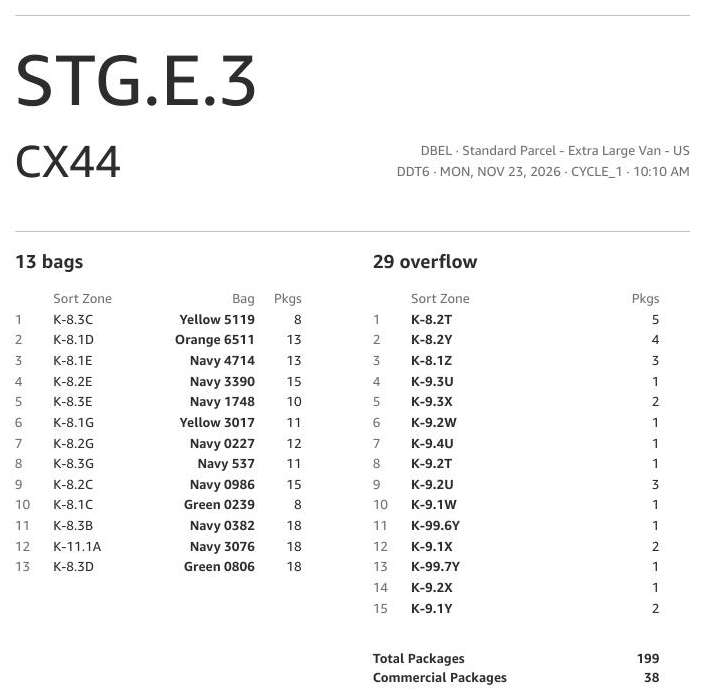 STG.E.3
CX44
DBEL · Standard Parcel - Extra Large Van - US
DDT6 · MON, NOV 23, 2026 · CYCLE_1 · 10:10 AM
13 bags
Sort Zone Bag Pkgs
1 K-8.3C Yellow 5119 8
2 K-8.1D Orange 6511 13
3 K-8.1E Navy 4714 13
4 K-8.2E Navy 3390 15
5 K-8.3E Navy 1748 10
6 K-8.1G Yellow 3017 11
7 K-8.2G Navy 0227 12
8 K-8.3G Navy 537 11
9 K-8.2C Navy 0986 15
10 K-8.1C Green 0239 8
11 K-8.3B Navy 0382 18
12 K-11.1A Navy 3076 18
13 K-8.3D Green 0806 18
29 overflow
Sort Zone Pkgs
1 K-8.2T 5
2 K-8.2Y 4
3 K-8.1Z 3
4 K-9.3U 1
5 K-9.3X 2
6 K-9.2W 1
7 K-9.4U 1
8 K-9.2T 1
9 K-9.2U 3
10 K-9.1W 1
11 K-99.6Y 1
12 K-9.1X 2
13 K-99.7Y 1
14 K-9.2X 1
15 K-9.1Y 2
Total Packages 199
Commercial Packages 38